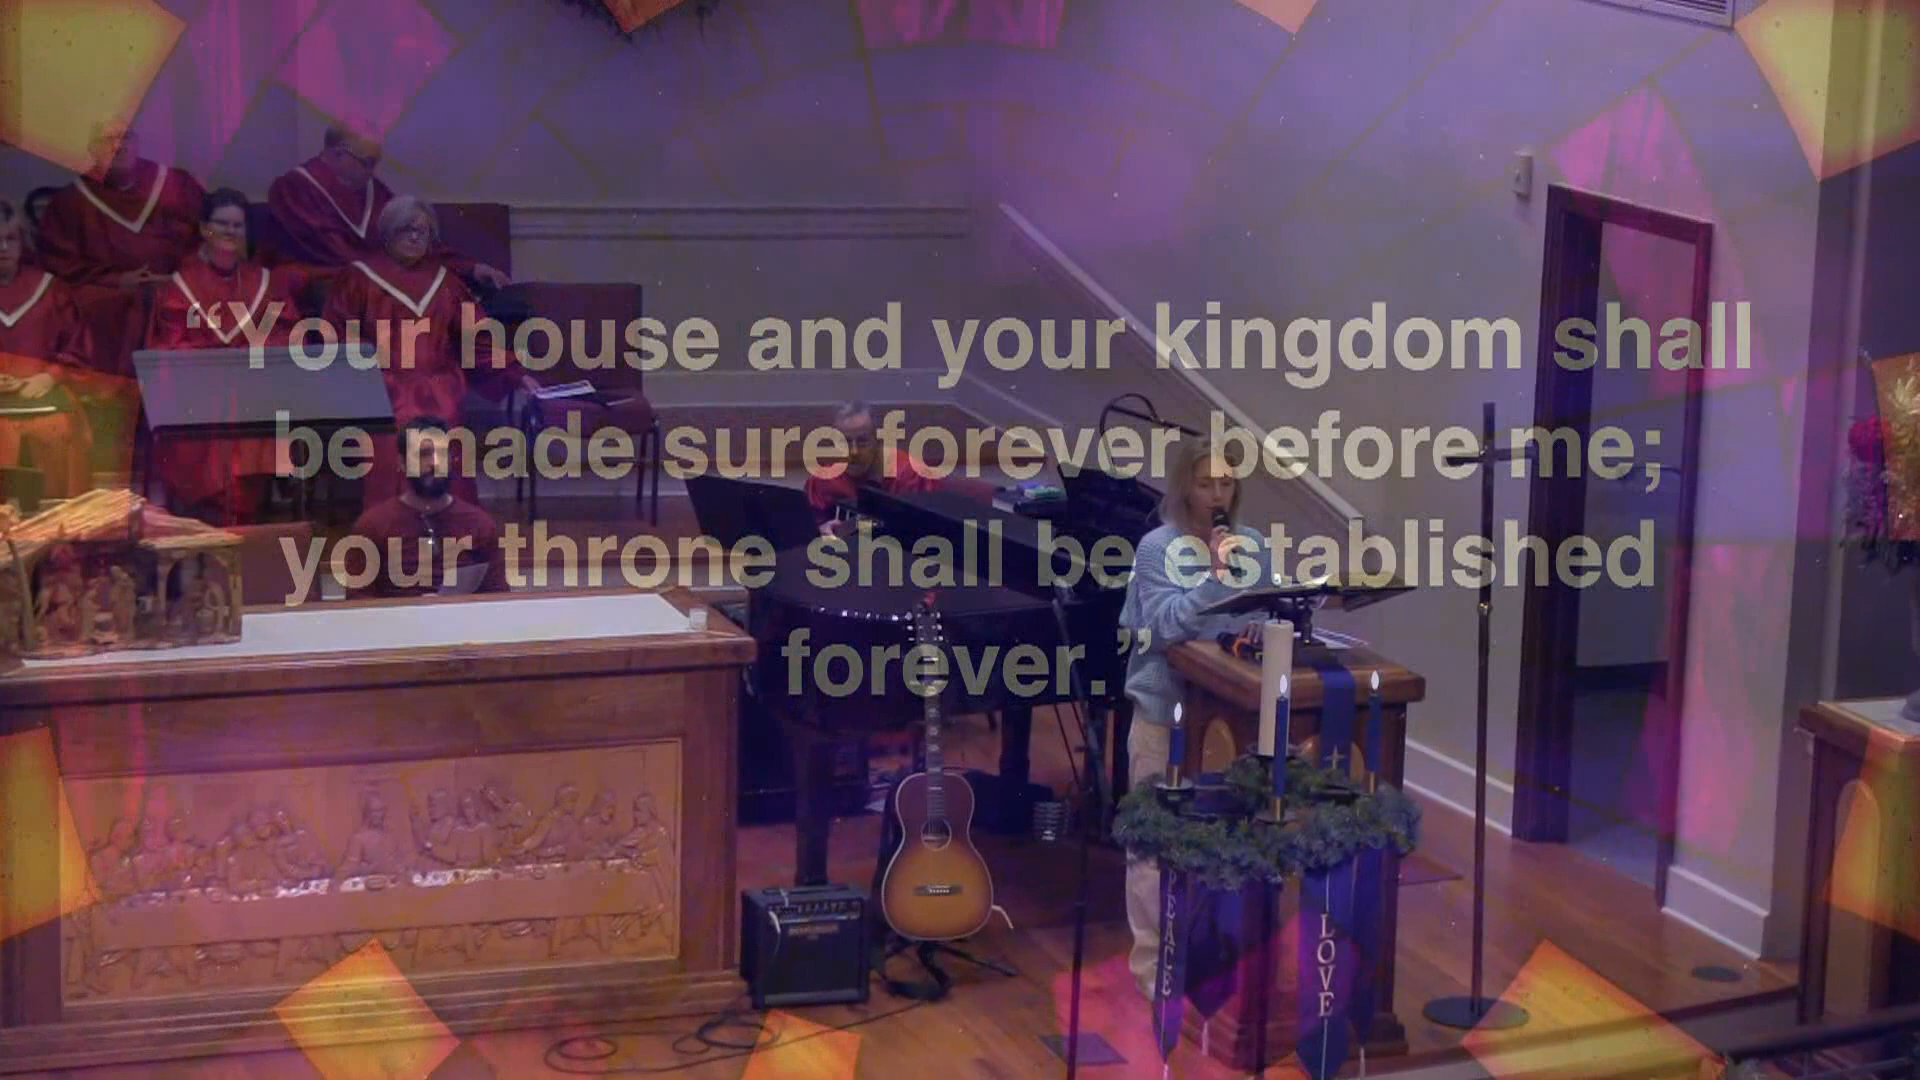 “Your house and your kingdom shall
be made sure forever before me;
your throne shall be established
forever.”
PEACE
LOVE